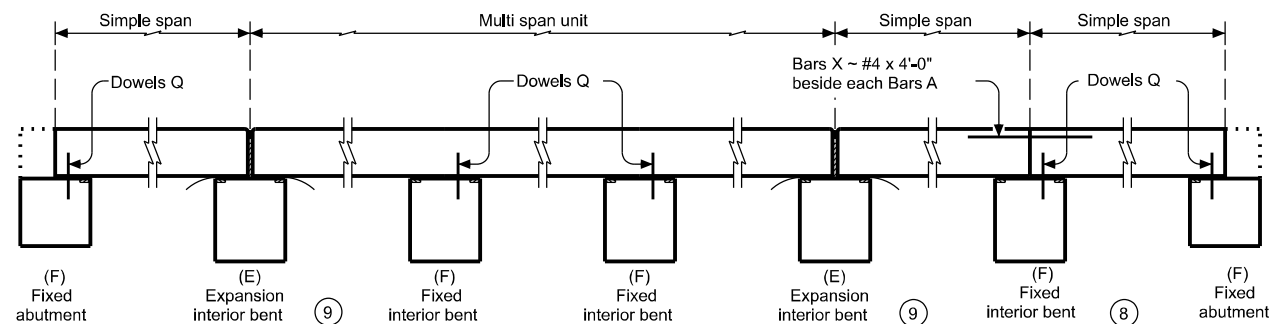 Simple span
Multi span unit
Simple span
Simple span
Dowels Q
Dowels Q
Bars X ~ #4 x 4'-0"
beside each Bars A
Dowels Q
(F)
Fixed
abutment
(E)
Expansion
interior bent
9
(F)
Fixed
interior bent
(F)
Fixed
interior bent
(E)
Expansion
interior bent
9
(F)
Fixed
interior bent
8
(F)
Fixed
abutment